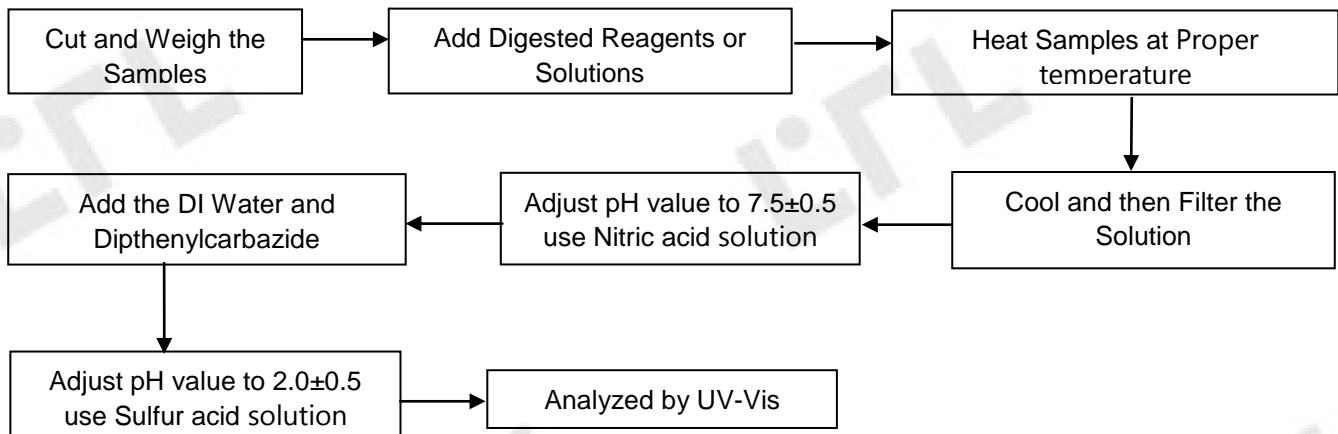 Cut and Weigh the
Samples
Add Digested Reagents or
Solutions
Heat Samples at Proper
temperature
Cool and then Filter the
Solution
Adjust pH value to 7.5±0.5
use Nitric acid solution
Add the DI Water and
Dipthenylcarbazide
Adjust pH value to 2.0±0.5
use Sulfur acid solution
Analyzed by UV-Vis